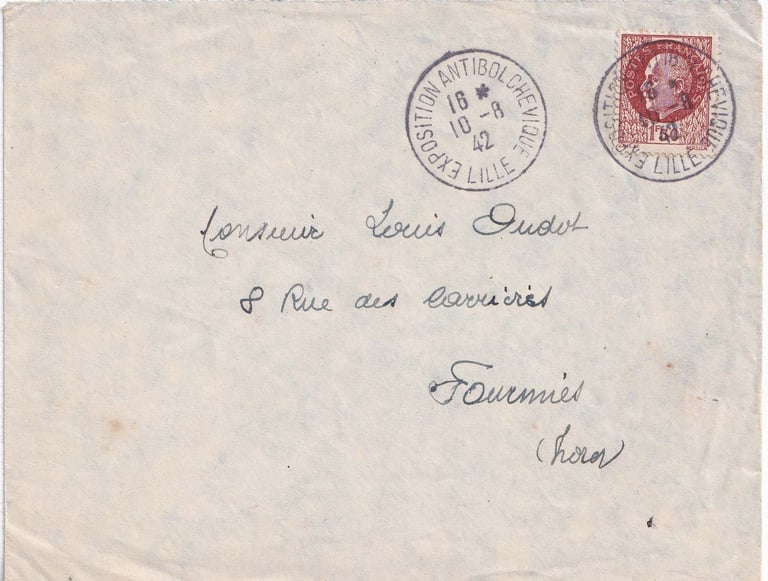 EXPOSITION ANTIBOLCHEVIQUE
16 *
10 -8
42
LILLE
POSTES FRANÇAISES
1F50
LILLE
Monsieur Louis Oudot
8 Rue des Carrières
Fourmies
(Nord)